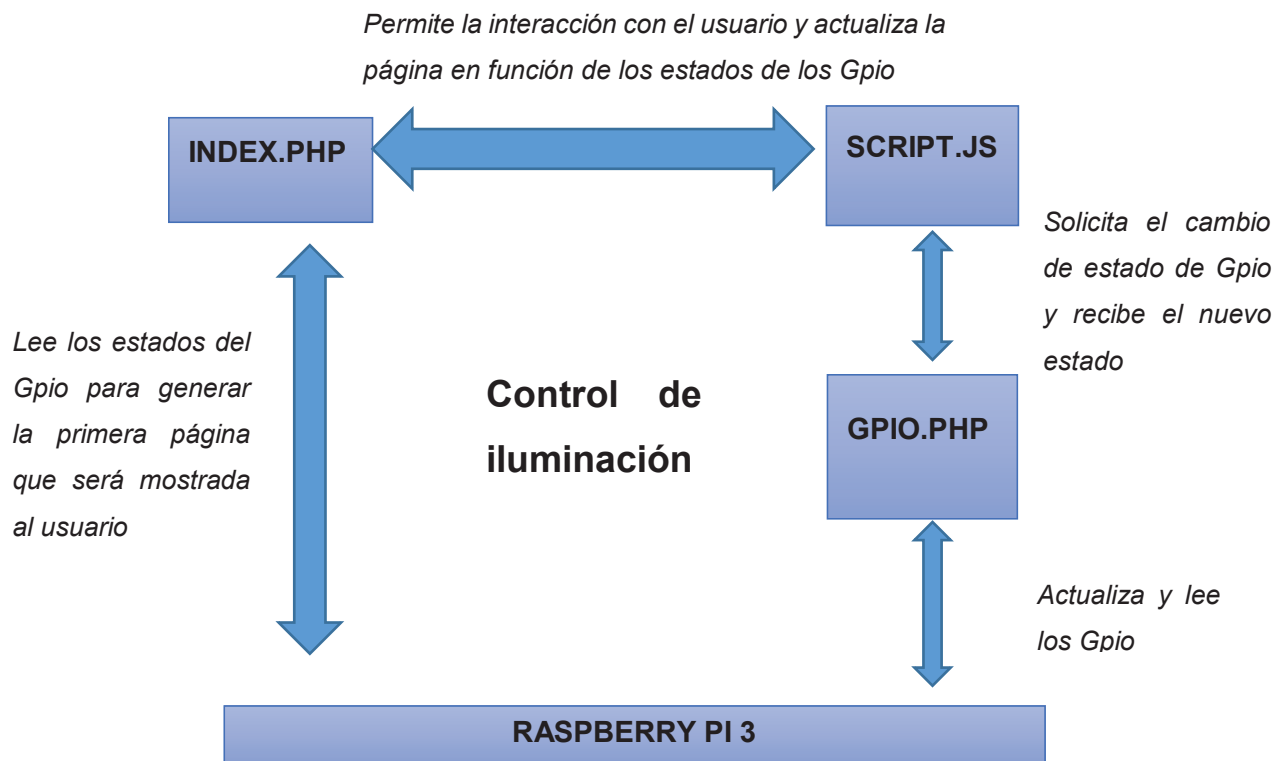 Permite la interacción con el usuario y actualiza la
página en función de los estados de los Gpio
INDEX.PHP
SCRIPT.JS
Solicita el cambio
de estado de Gpio
y recibe el nuevo
estado
Lee los estados del
Gpio para generar
la primera página
que será mostrada
al usuario
Control de
iluminación
GPIO.PHP
Actualiza y lee
los Gpio
RASPBERRY PI 3